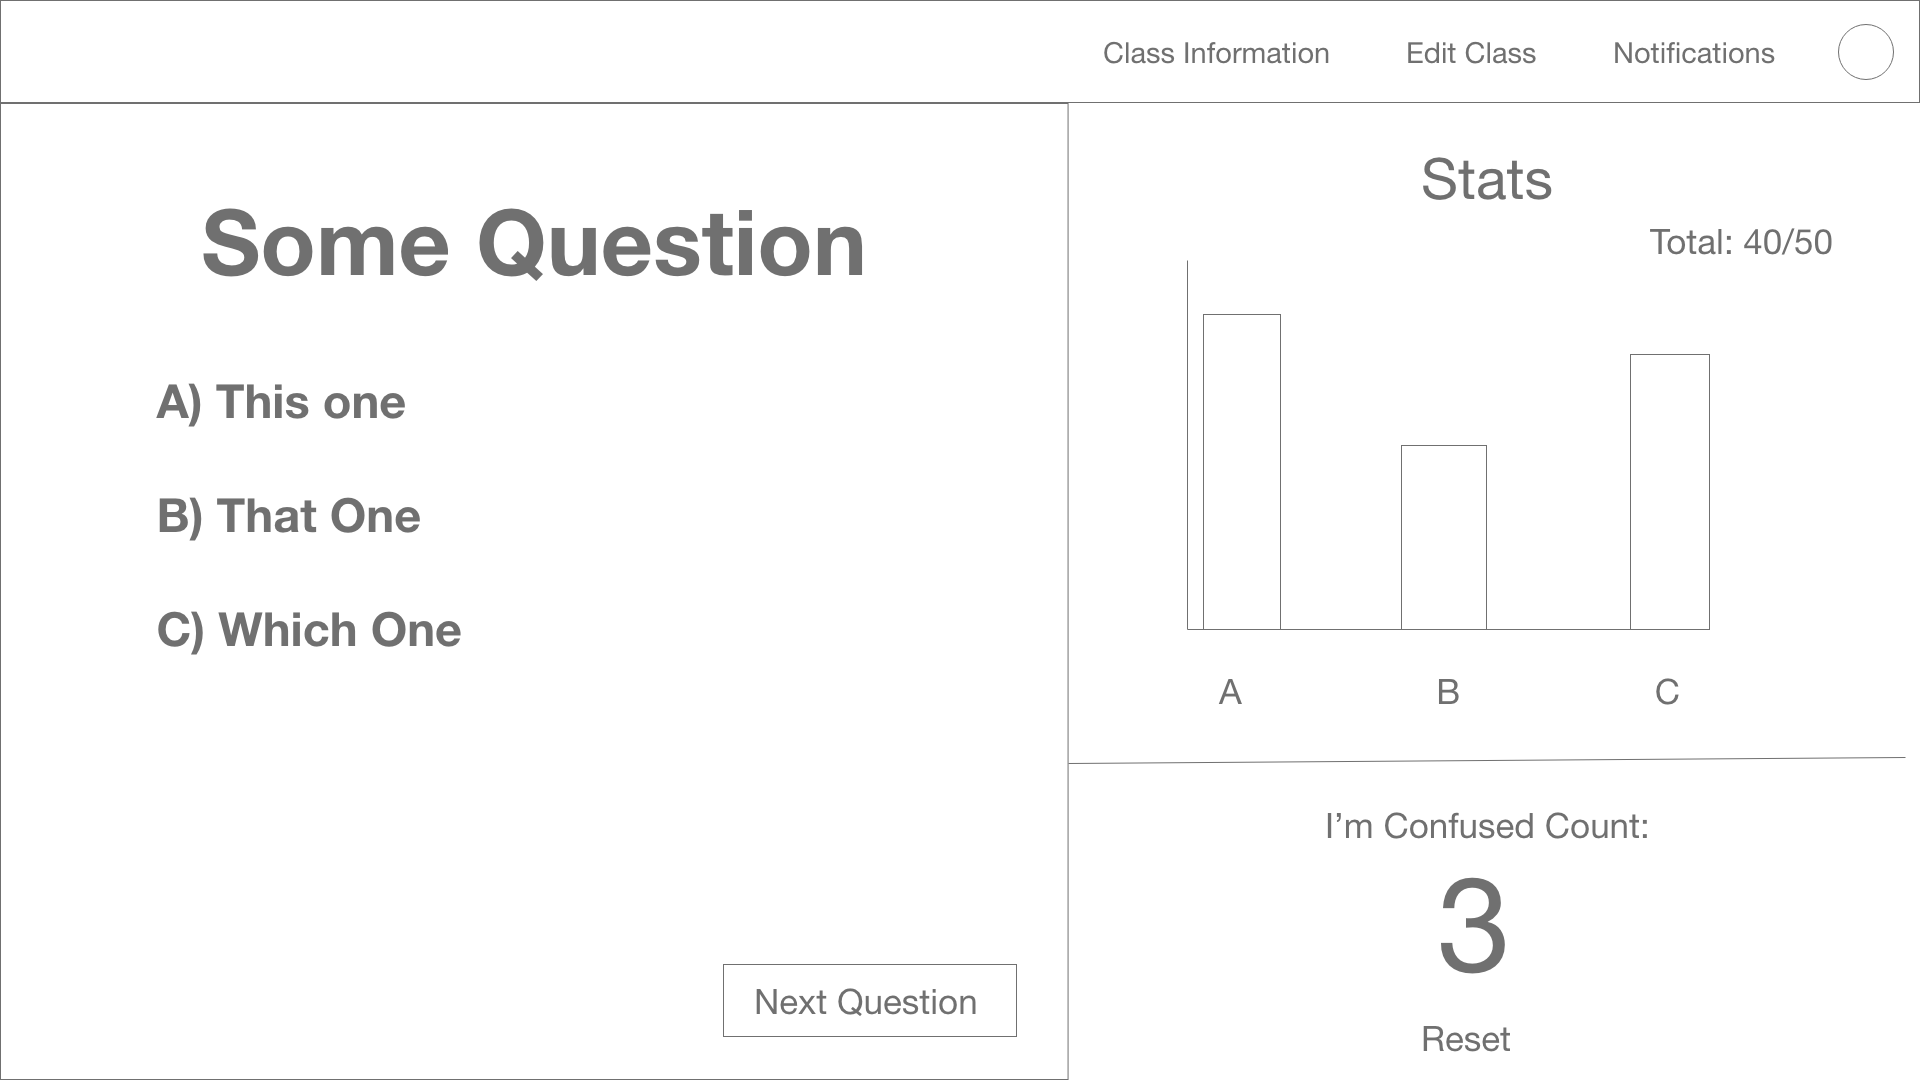 Class Information Edit Class Notifications
Some Question
A) This one
B) That One
C) Which One
Next Question
Stats
Total: 40/50
A B C
I’m Confused Count:
3
Reset